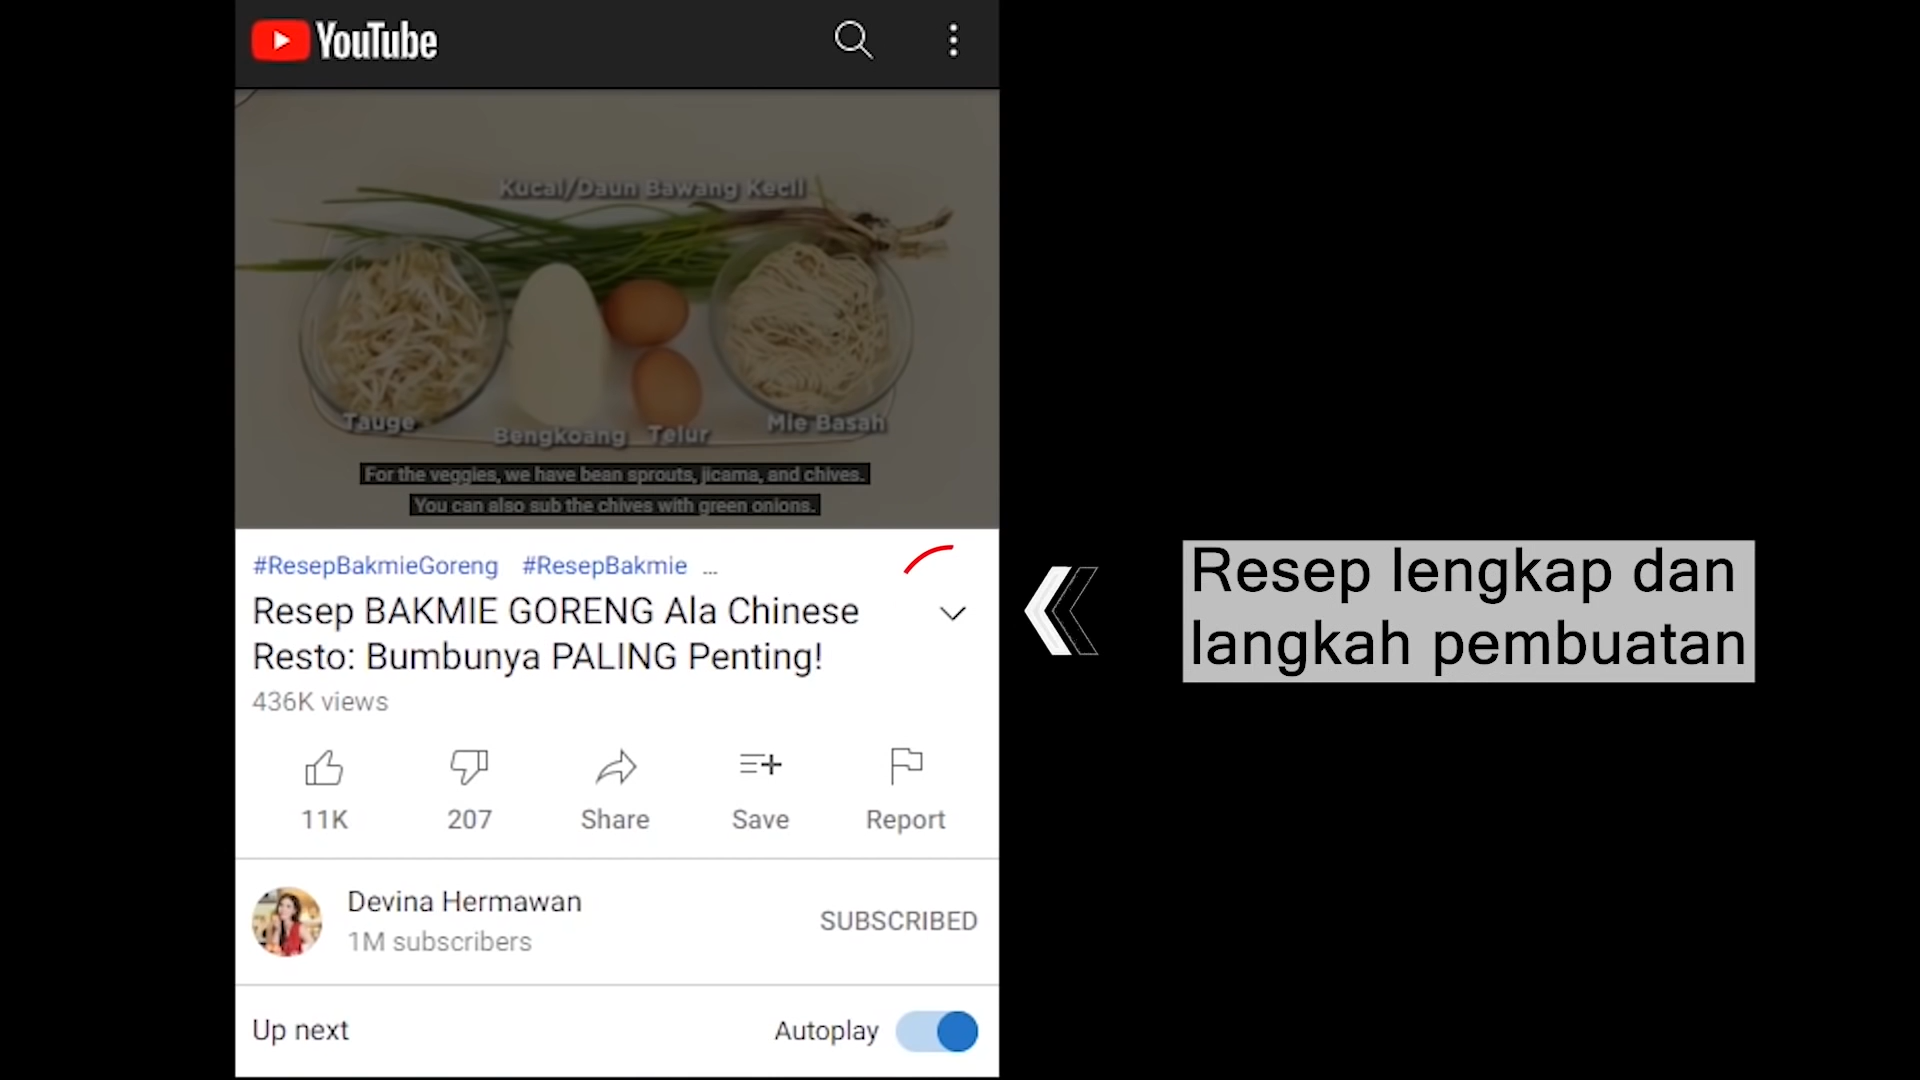 YouTube
Kucai/Daun Bawang Kecil
Tauge
Bengkoang
Telur
Mie Basah
For the veggies, we have bean sprouts, jicama, and chives.
You can also sub the chives with green onions.
#ResepBakmieGoreng #ResepBakmie ...
Resep BAKMIE GORENG Ala Chinese
Resto: Bumbunya PALING Penting!
436K views
11K
207
Share
Save
Report
Devina Hermawan
1M subscribers
SUBSCRIBED
Up next
Autoplay
Resep lengkap dan
langkah pembuatan